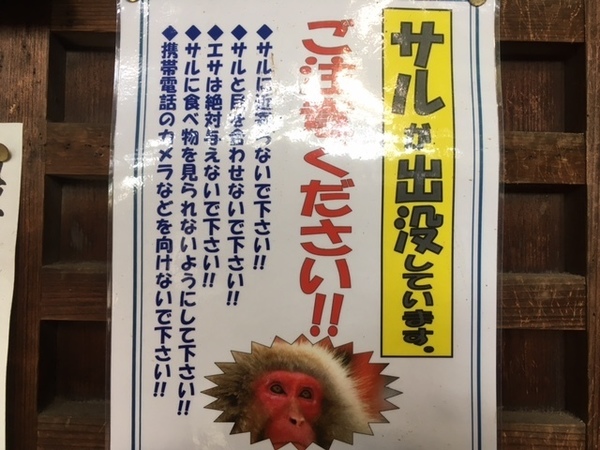 サルが出没しています。
ご注意ください!!
◆サルに近寄らないで下さい!!
◆サルと目を合わせないで下さい!!
◆エサは絶対与えないで下さい!!
◆サルに食べ物を見られないようにして下さい!!
◆携帯電話のカメラなどを向けないで下さい!!